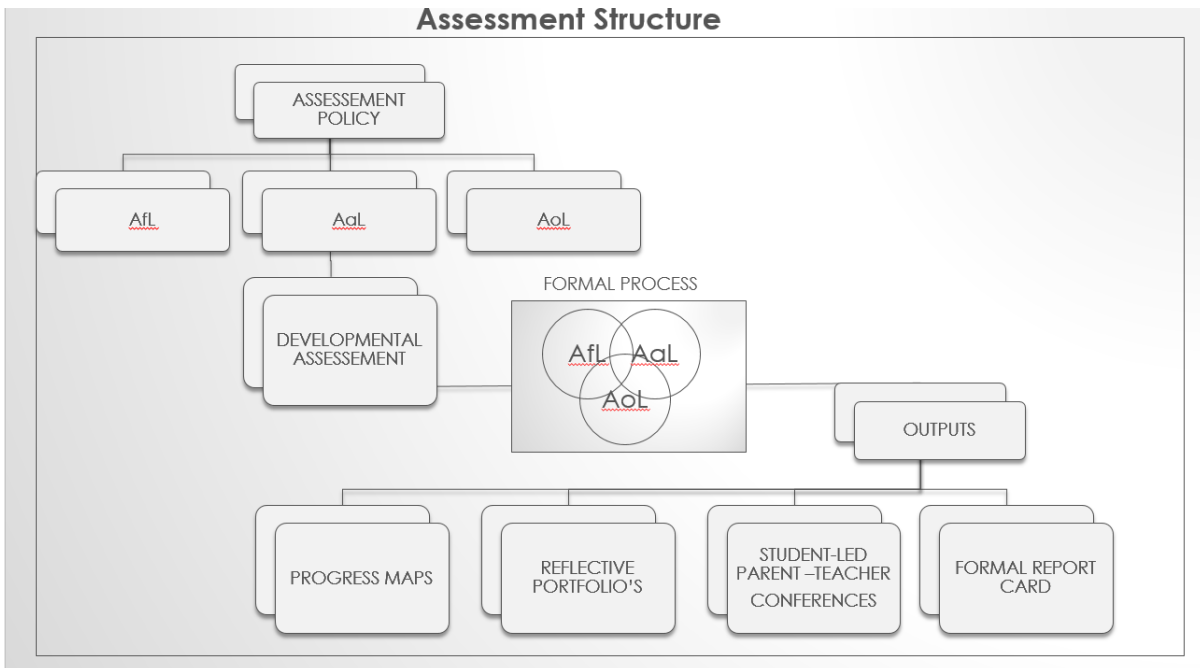 Assessment Structure
ASSESSEMENT
POLICY
AfL
AaL
AoL
DEVELOPMENTAL
ASSESSEMENT
FORMAL PROCESS
AfL
AaL
AoL
OUTPUTS
PROGRESS MAPS
REFLECTIVE
PORTFOLIO’S
STUDENT-LED
PARENT –TEACHER
CONFERENCES
FORMAL REPORT
CARD